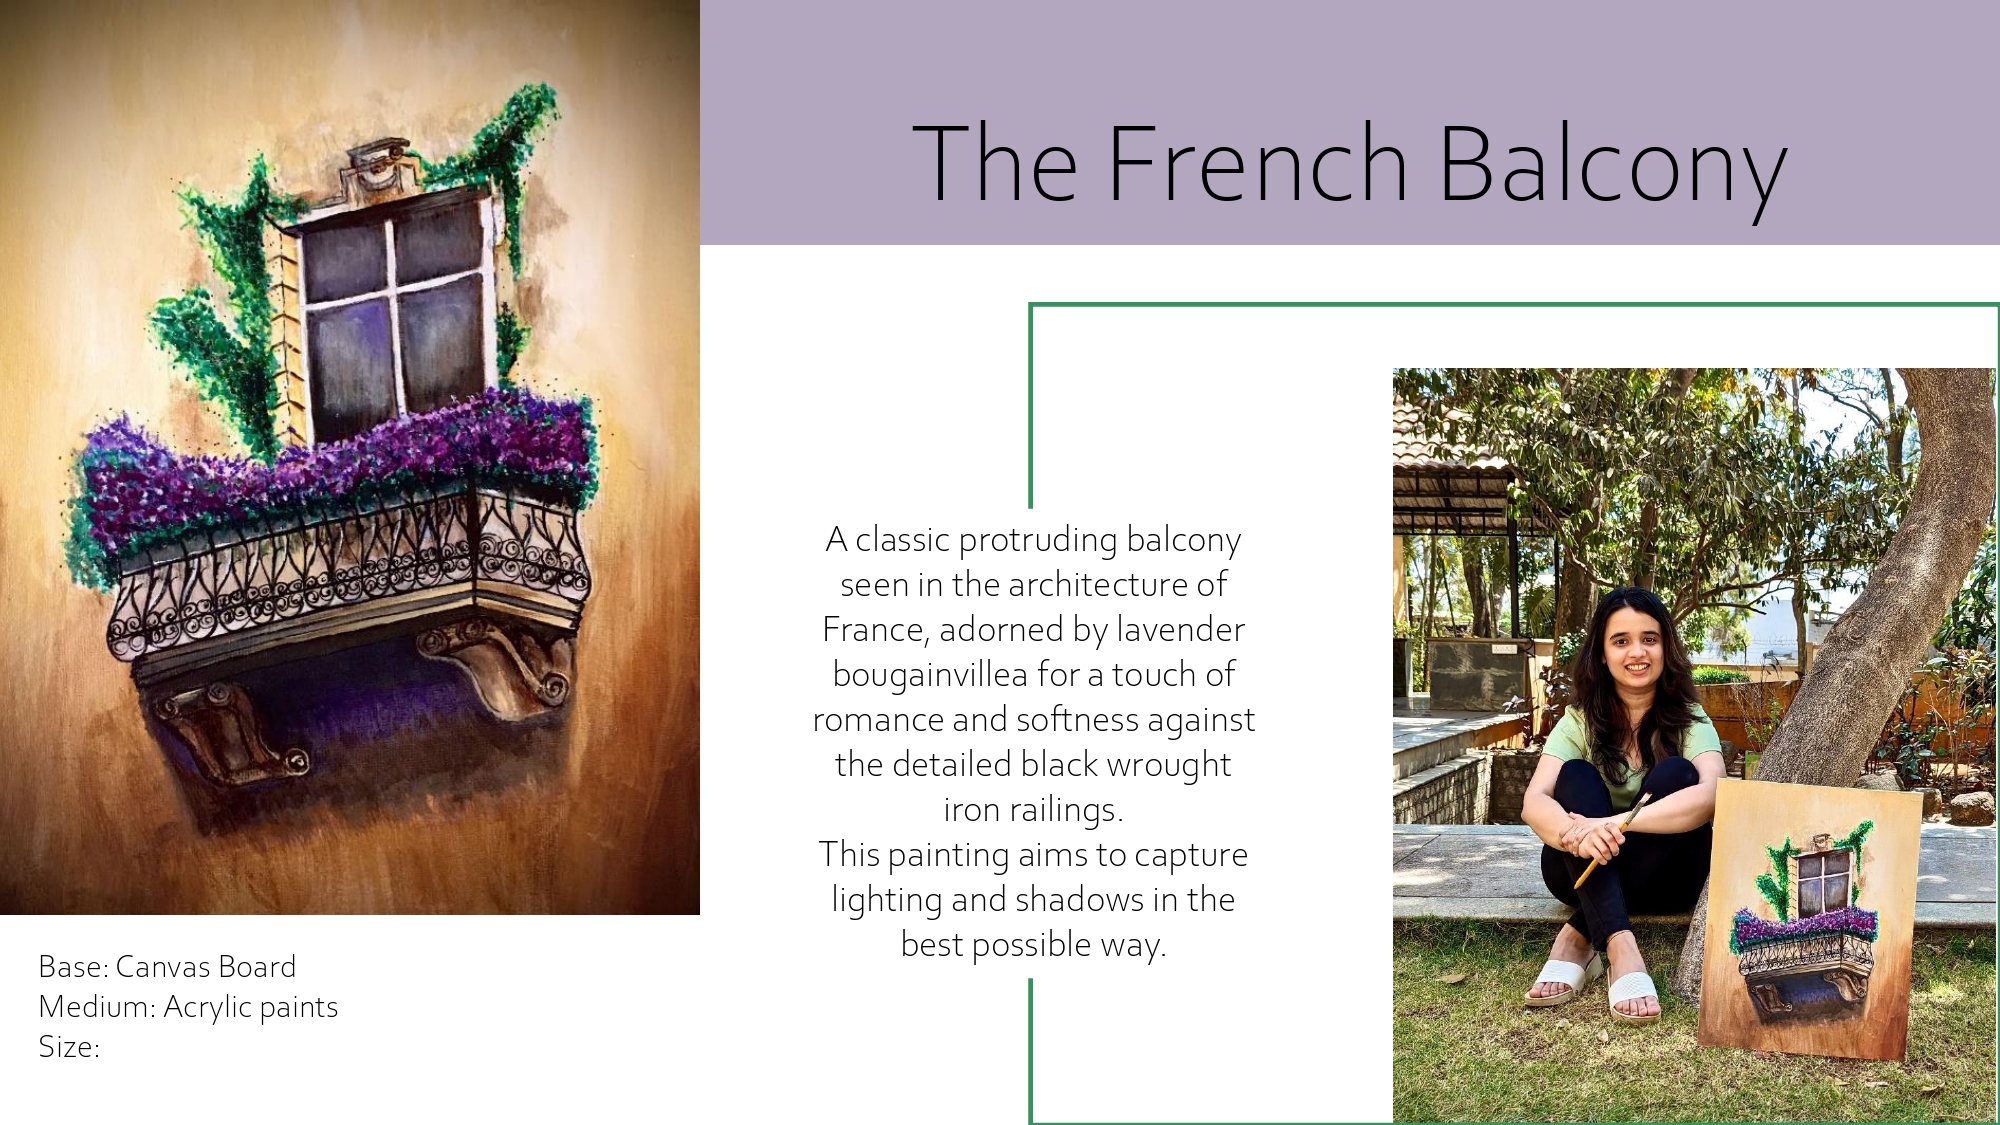 The French Balcony
A classic protruding balcony
seen in the architecture of
France, adorned by lavender
bougainvillea for a touch of
romance and softness against
the detailed black wrought
iron railings.
This painting aims to capture
lighting and shadows in the
best possible way.
Base: Canvas Board
Medium: Acrylic paints
Size: